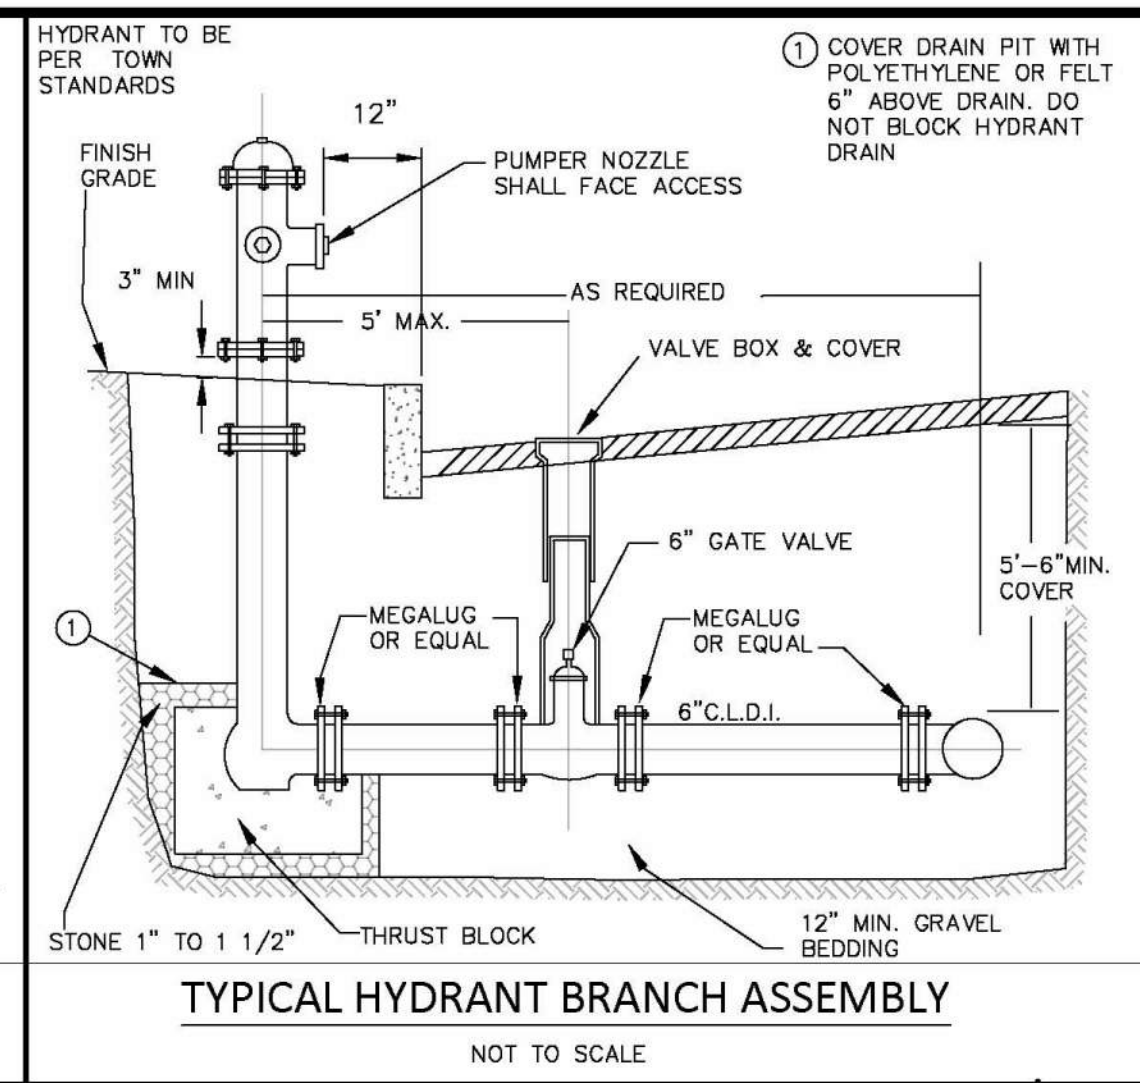 HYDRANT TO BE
PER TOWN
STANDARDS
1 COVER DRAIN PIT WITH
POLYETHYLENE OR FELT
6" ABOVE DRAIN. DO
NOT BLOCK HYDRANT
DRAIN
12"
FINISH
GRADE
PUMPER NOZZLE
SHALL FACE ACCESS
3" MIN
AS REQUIRED
5' MAX.
VALVE BOX & COVER
6" GATE VALVE
5'-6"MIN.
COVER
1
MEGALUG
OR EQUAL
MEGALUG
OR EQUAL
6"C.L.D.I.
STONE 1" TO 1 1/2"
THRUST BLOCK
12" MIN. GRAVEL
BEDDING
TYPICAL HYDRANT BRANCH ASSEMBLY
NOT TO SCALE